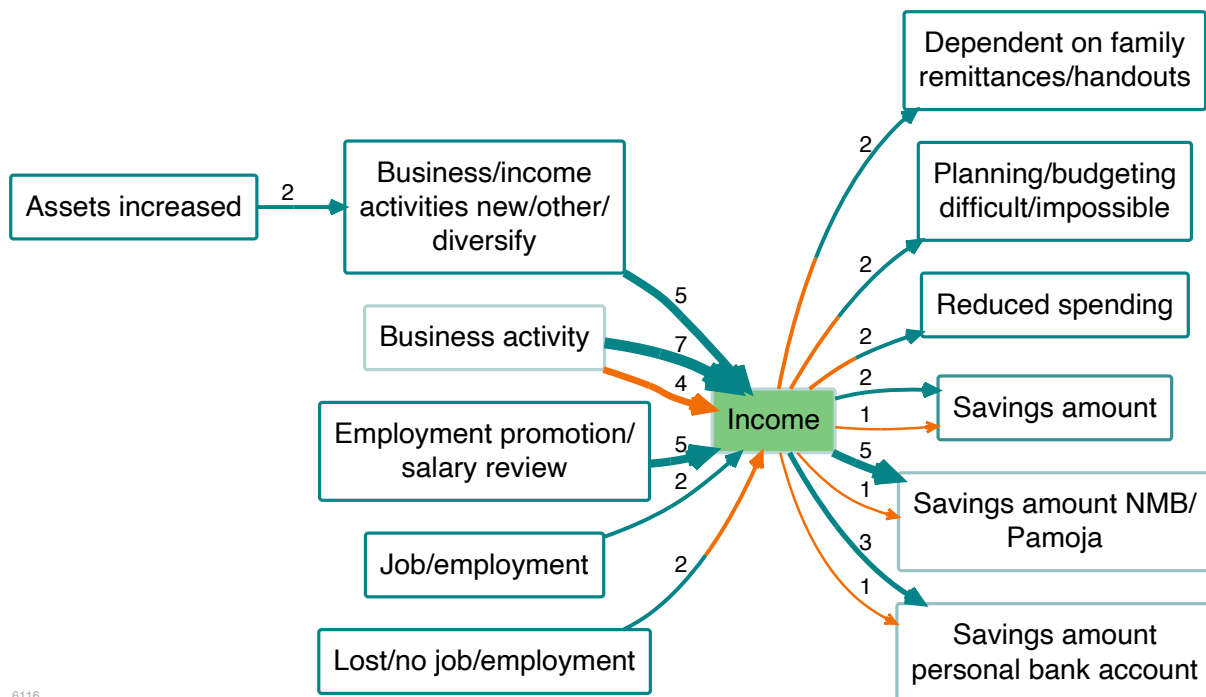 Dependent on family
remittances/handouts
2
Planning/budgeting
difficult/impossible
Business/income
activities new/other/
diversify
Assets increased
2
2
Reduced spending
5
Business activity
7
2
4
2
Savings amount
Income
1
Employment promotion/
salary review
5
5
2
1
Savings amount NMB/
Pamoja
Job/employment
2
3
1
Lost/no job/employment
Savings amount
personal bank account
6116